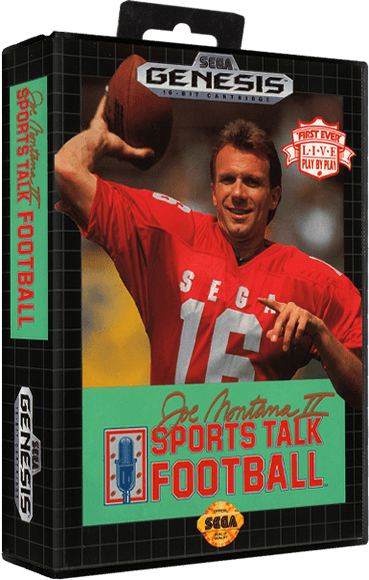 SEGA
GENESIS
16-BIT CARTRIDGE
"FIRST EVER"
L·I·V·E
PLAY BY PLAY
SEGA
16
Joe Montana II
SPORTS TALK
FOOTBALL
SEGA
Joe Montana II
SPORTS TALK FOOTBALL
SEGA
GENESIS